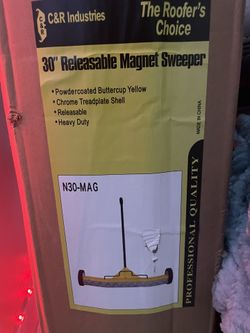 C&R Industries
The Roofer's
Choice
30" Releasable Magnet Sweeper
• Powdercoated Buttercup Yellow
• Chrome Treadplate Shell
• Releasable
• Heavy Duty
MADE IN CHINA
N30-MAG
PROFESSIONAL QUALITY